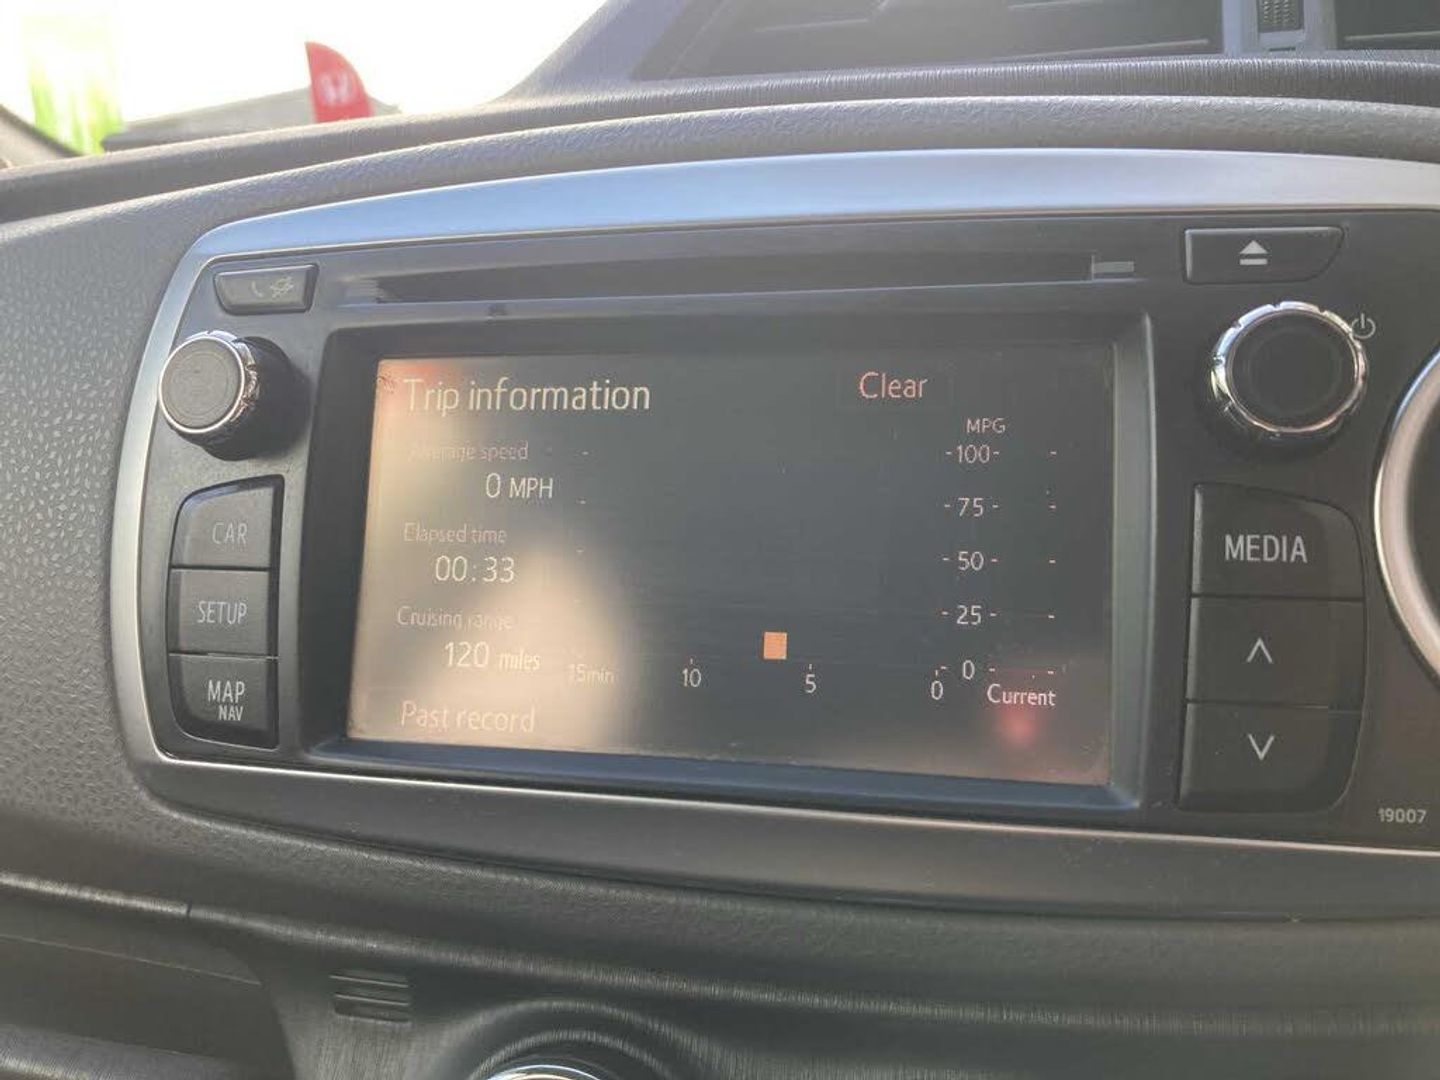 Trip information
Clear
Average speed
0 MPH
Elapsed time
00:33
Cruising range
120 miles
Past record
MPG
-100-
-75-
-50-
-25-
-0-
15min 10 5 0
Current
CAR
SETUP
MAP
NAV
MEDIA
19007